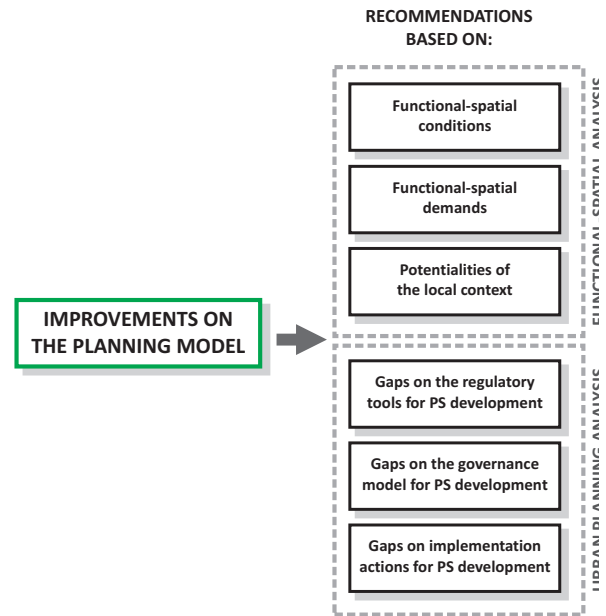 RECOMMENDATIONS
BASED ON:
Functional-spatial
conditions
Functional-spatial
demands
Potentialities of
the local context
FUNCTIONAL SPATIAL ANALYSIS
IMPROVEMENTS ON
THE PLANNING MODEL
Gaps on the regulatory
tools for PS development
Gaps on the governance
model for PS development
Gaps on implementation
actions for PS development
URBAN PLANNING ANALYSIS